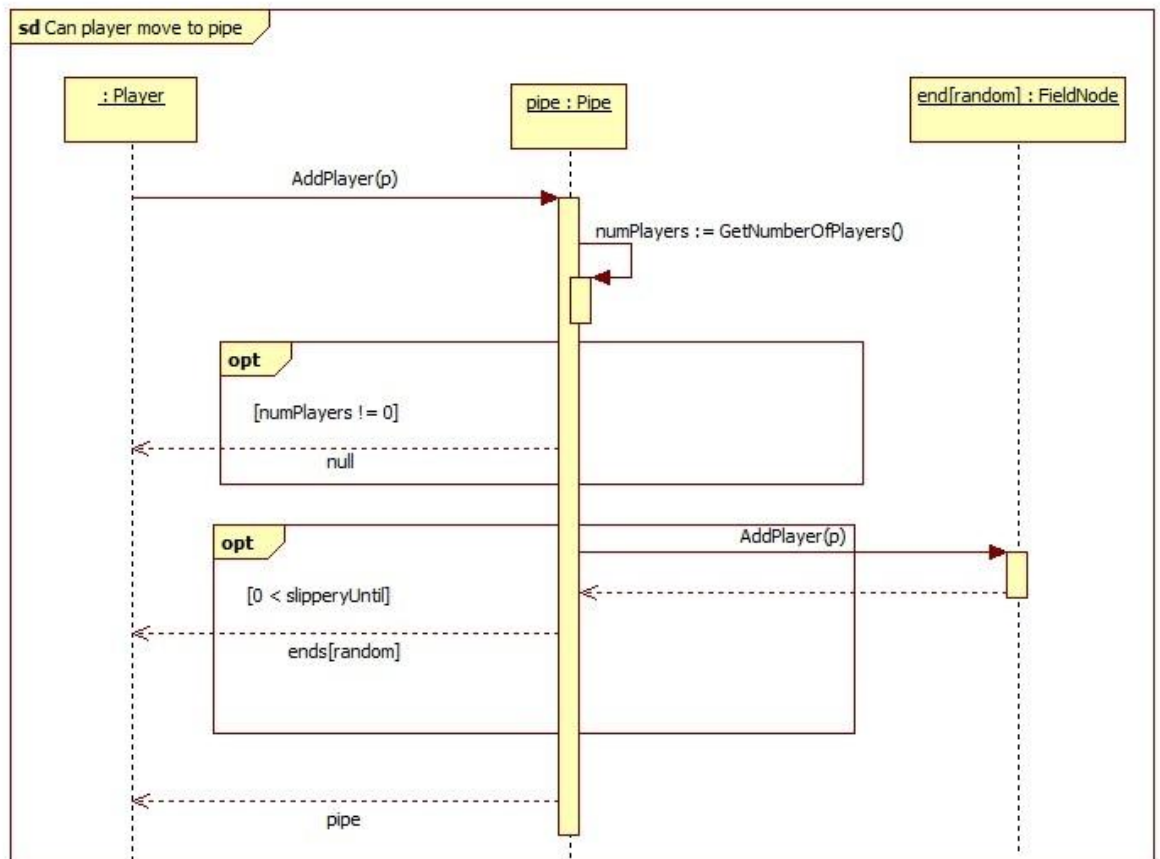 sd Can player move to pipe
: Player
pipe : Pipe
end[random] : FieldNode
AddPlayer(p)
numPlayers := GetNumberOfPlayers()
opt
[numPlayers != 0]
null
opt
AddPlayer(p)
[0 < slipperyUntil]
ends[random]
pipe